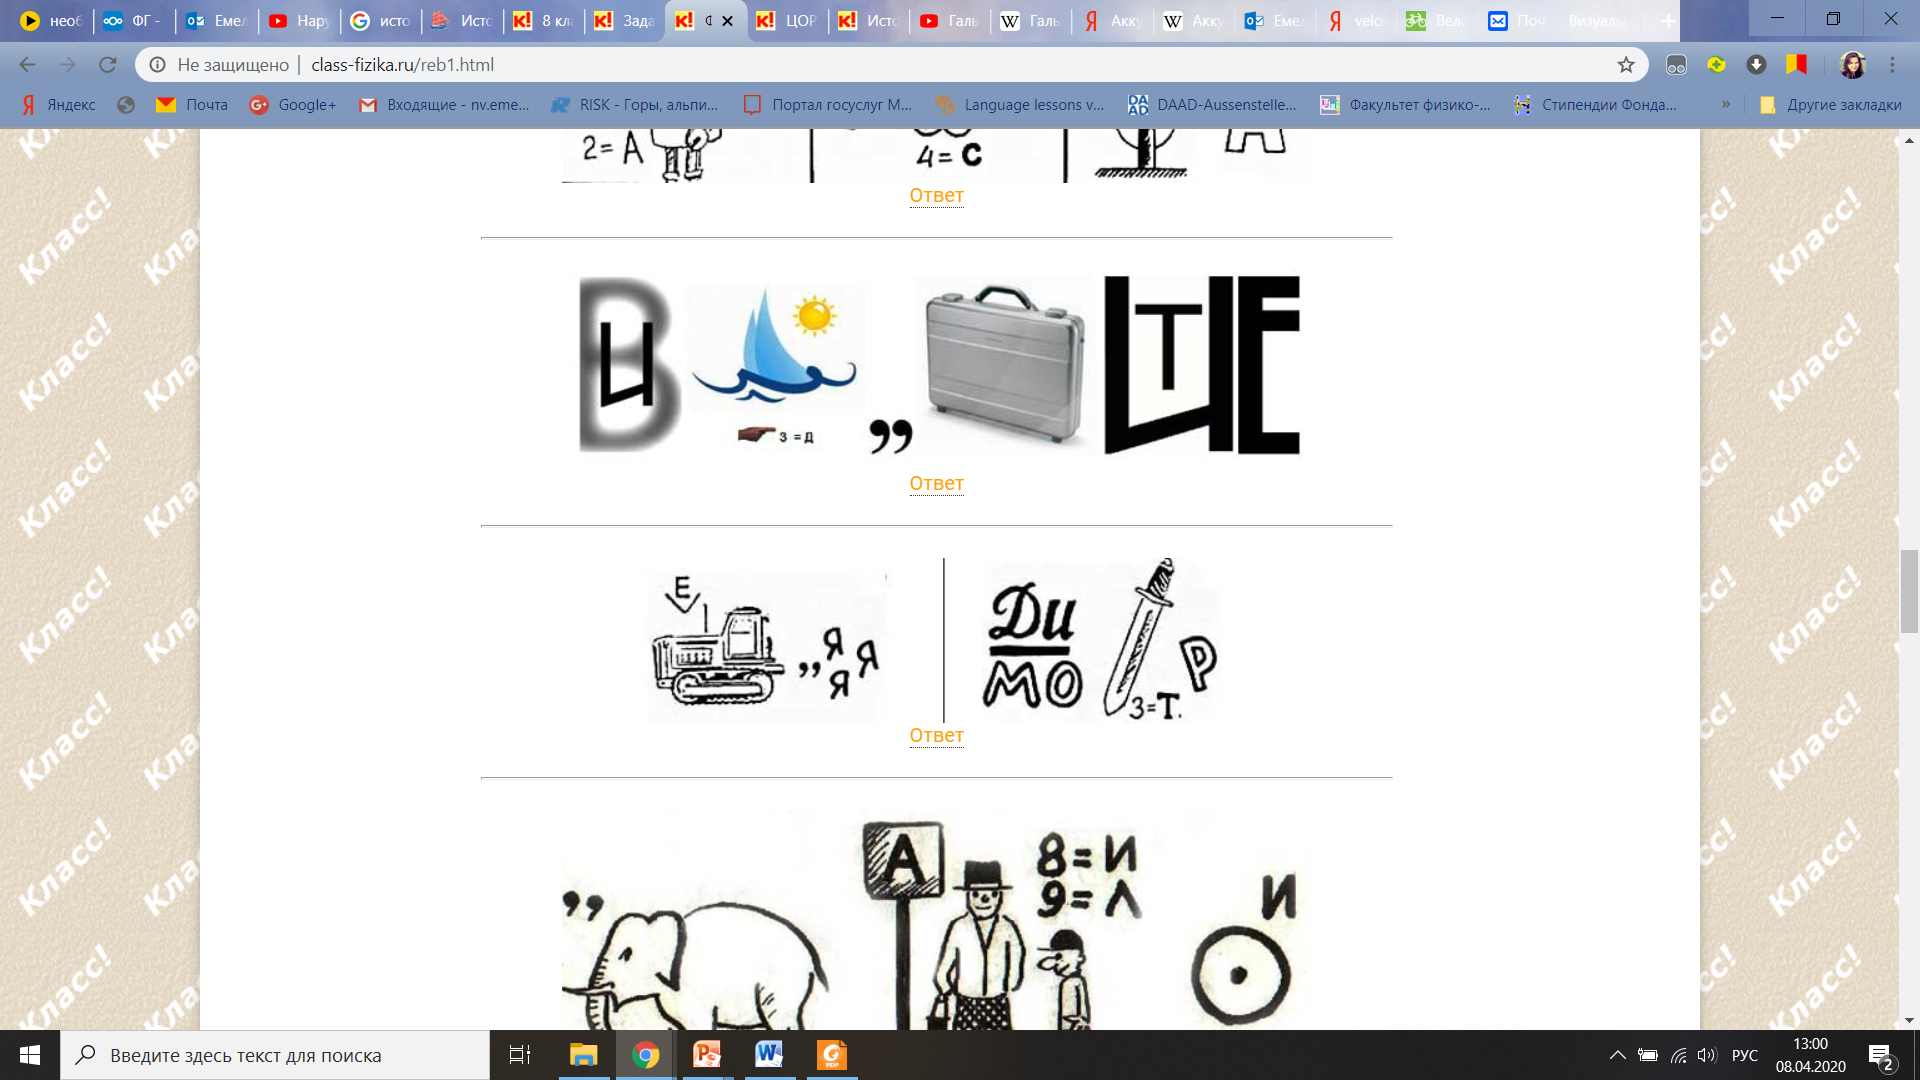 необ
ФГ -
Емел
Нару
исто
Исто
8 кла
Зада
Ф
ЦОР
Исто
Галь
Галь
Акку
Акку
Емел
velo
Вело
Поч
Визуаль
Не защищено | class-fizika.ru/reb1.html
Яндекс
Почта
Google+
Входящие - nv.eme...
RISK - Горы, альпи...
Портал госуслуг М...
Language lessons v...
DAAD-Aussenstelle...
Факультет физико-...
Стипендии Фонда...
»
Другие закладки
Класс!
2 = А
4 = С
Ответ
В
И
3 = Д
,,
Ц
Т
Е
Ответ
Е
,,
Я Я Я
Ди
МО
3=Т.
Р
Ответ
,,
А
8 = И
9 = Л
И
Введите здесь текст для поиска
РУС
13:00
08.04.2020
2